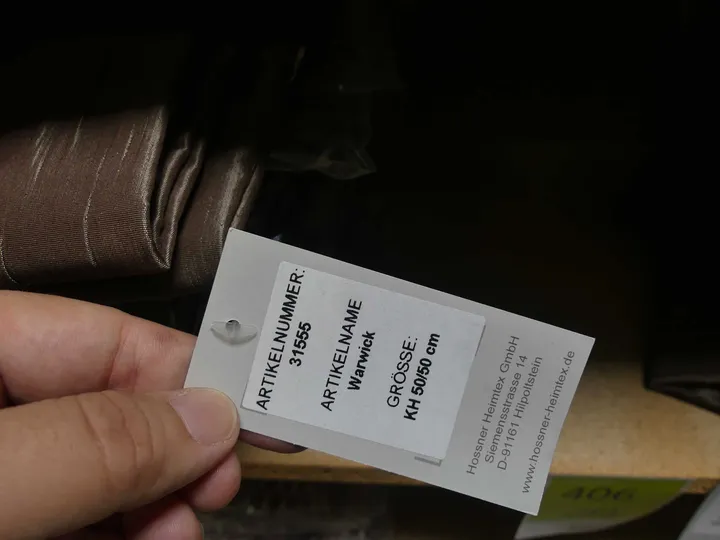 ARTIKELNUMMER:
31555
ARTIKELNAME
Warwick
GRÖSSE:
KH 50/50 cm
Hossner Heimtex GmbH
Siemensstrasse 14
D-91161 Hilpoltstein
www.hossner-heimtex.de
406